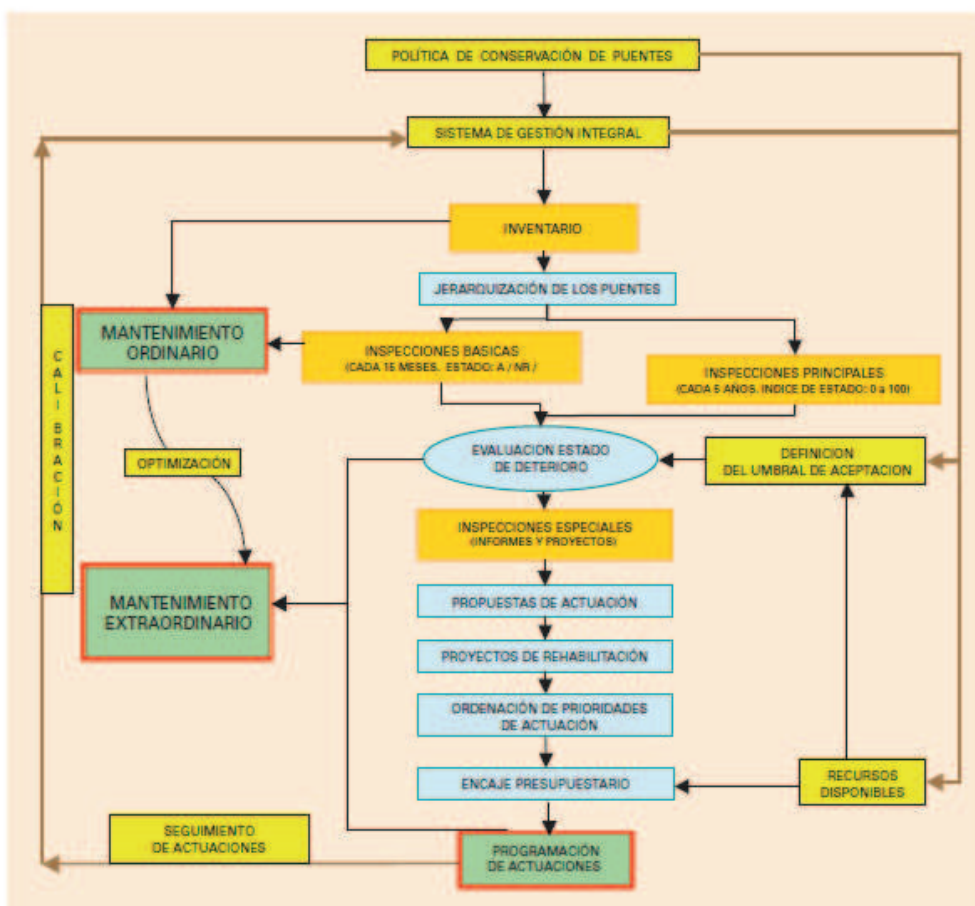 POLÍTICA DE CONSERVACIÓN DE PUENTES
SISTEMA DE GESTIÓN INTEGRAL
INVENTARIO
JERARQUIZACIÓN DE LOS PUENTES
MANTENIMIENTO
ORDINARIO
INSPECCIONES BASICAS
(CADA 15 MESES. ESTADO: A / NR /
INSPECCIONES PRINCIPALES
(CADA 5 AÑOS. INDICE DE ESTADO: 0 a 100)
CALIBRACIÓN
OPTIMIZACIÓN
EVALUACION ESTADO
DE DETERIORO
DEFINICION
DEL UMBRAL DE ACEPTACION
INSPECCIONES ESPECIALES
(INFORMES Y PROYECTOS)
MANTENIMIENTO
EXTRAORDINARIO
PROPUESTAS DE ACTUACIÓN
PROYECTOS DE REHABILITACIÓN
ORDENACIÓN DE PRIORIDADES
DE ACTUACIÓN
ENCAJE PRESUPUESTARIO
RECURSOS
DISPONIBLES
SEGUIMIENTO
DE ACTUACIONES
PROGRAMACIÓN
DE ACTUACIONES